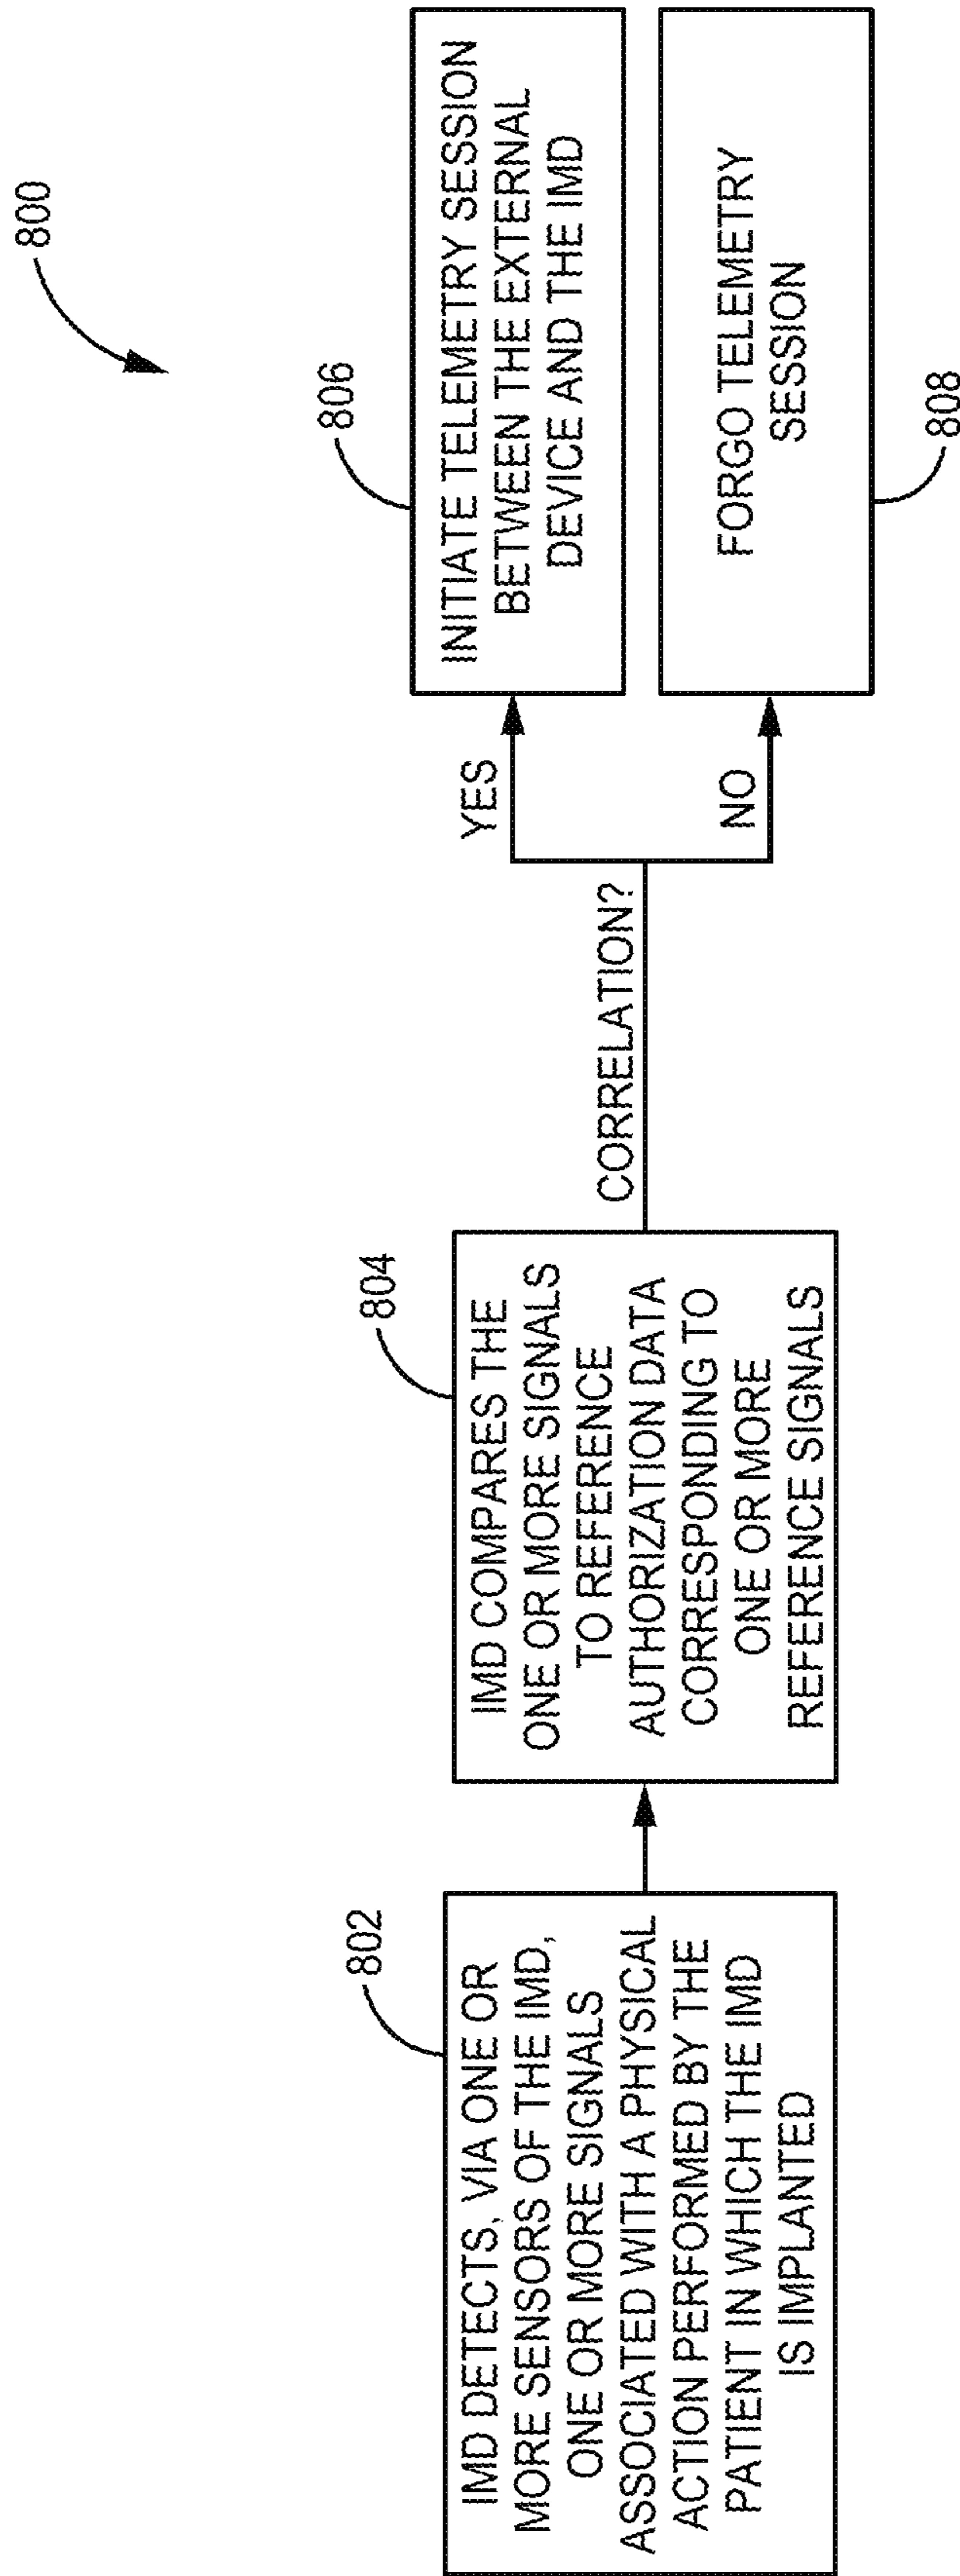 800
802
IMD DETECTS, VIA ONE OR
MORE SENSORS OF THE IMD,
ONE OR MORE SIGNALS
ASSOCIATED WITH A PHYSICAL
ACTION PERFORMED BY THE
PATIENT IN WHICH THE IMD
IS IMPLANTED
804
IMD COMPARES THE
ONE OR MORE SIGNALS
TO REFERENCE
AUTHORIZATION DATA
CORRESPONDING TO
ONE OR MORE
REFERENCE SIGNALS
CORRELATION?
YES
806
INITIATE TELEMETRY SESSION
BETWEEN THE EXTERNAL
DEVICE AND THE IMD
NO
FORGO TELEMETRY
SESSION
808